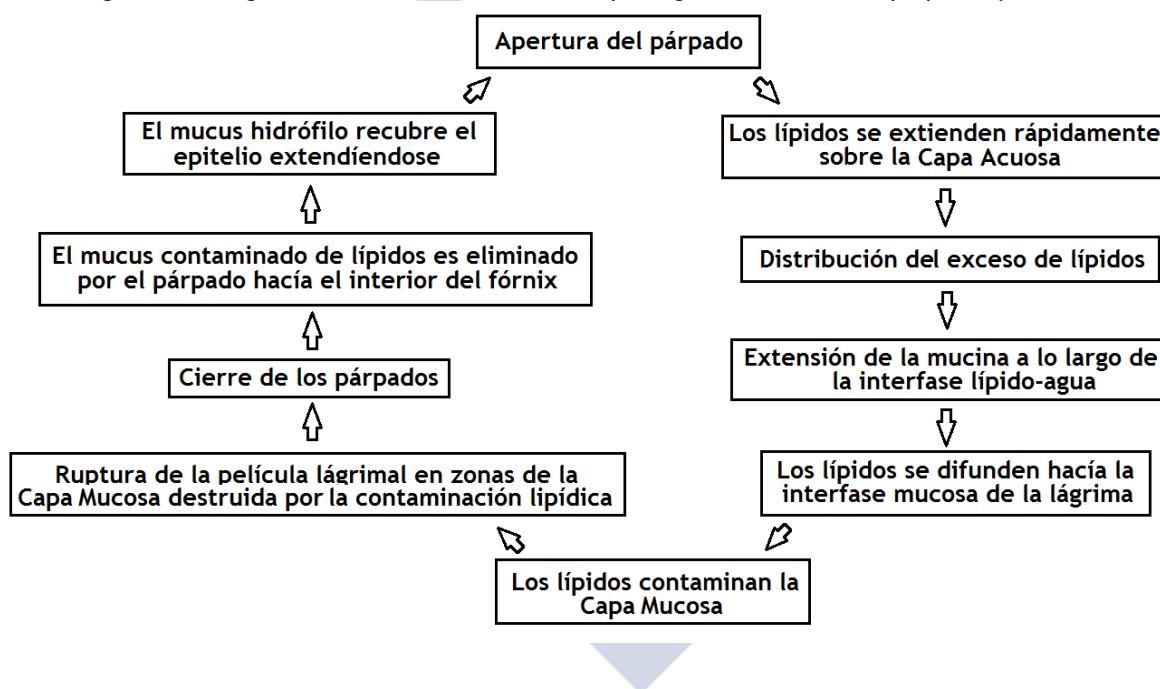 Apertura del párpado
Los lípidos se extienden rápidamente
sobre la Capa Acuosa
Distribución del exceso de lípidos
Extensión de la mucina a lo largo de
la interfase lípido-agua
Los lípidos se difunden hacía la
interfase mucosa de la lágrima
Los lípidos contaminan la
Capa Mucosa
Ruptura de la película lágrimal en zonas de la
Capa Mucosa destruida por la contaminación lipídica
Cierre de los párpados
El mucus contaminado de lípidos es eliminado
por el párpado hacía el interior del fórnix
El mucus hidrófilo recubre el
epitelio extendíendose